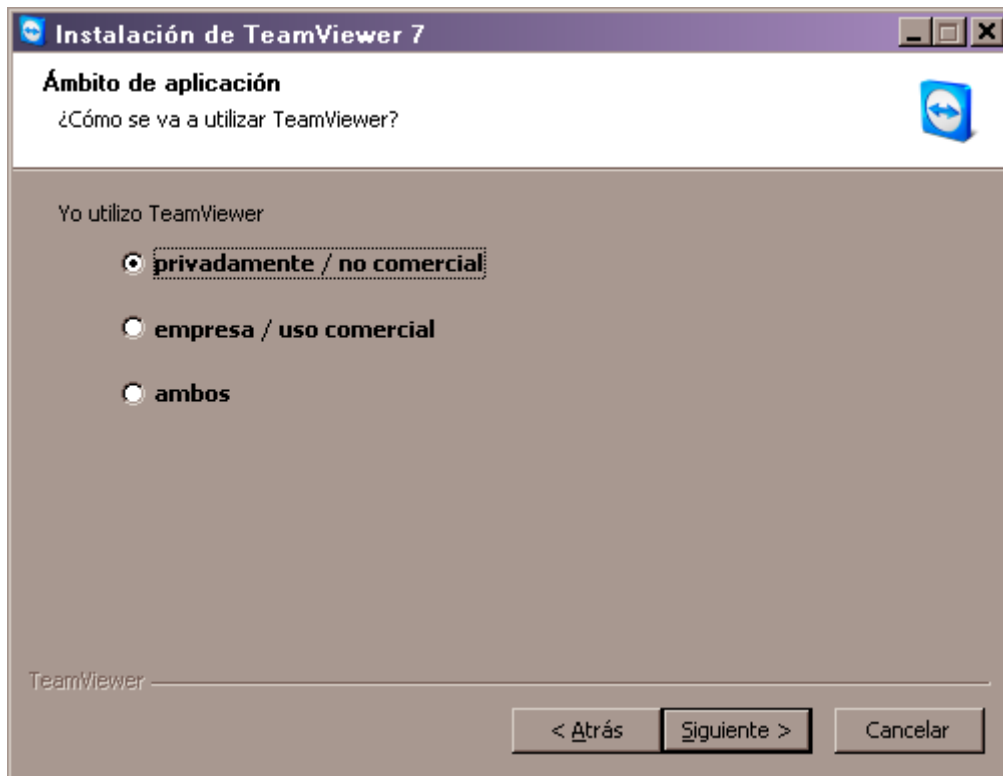 Instalación de TeamViewer 7
Ámbito de aplicación
¿Cómo se va a utilizar TeamViewer?
Yo utilizo TeamViewer
privadamente / no comercial
empresa / uso comercial
ambos
TeamViewer
< Atrás Siguiente > Cancelar